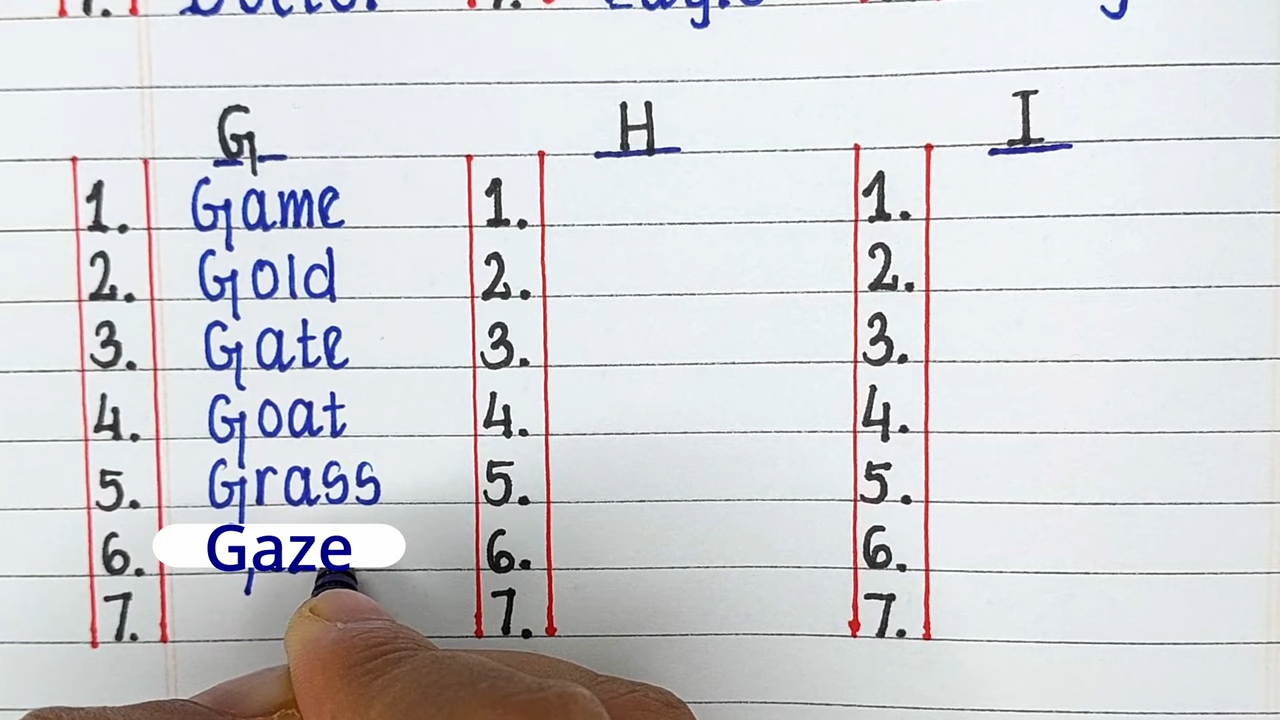 G H I
1. Game 1. 1.
2. Gold 2. 2.
3. Gate 3. 3.
4. Goat 4. 4.
5. Grass 5. 5.
6. Gaze 6. 6.
7. 7. 7.